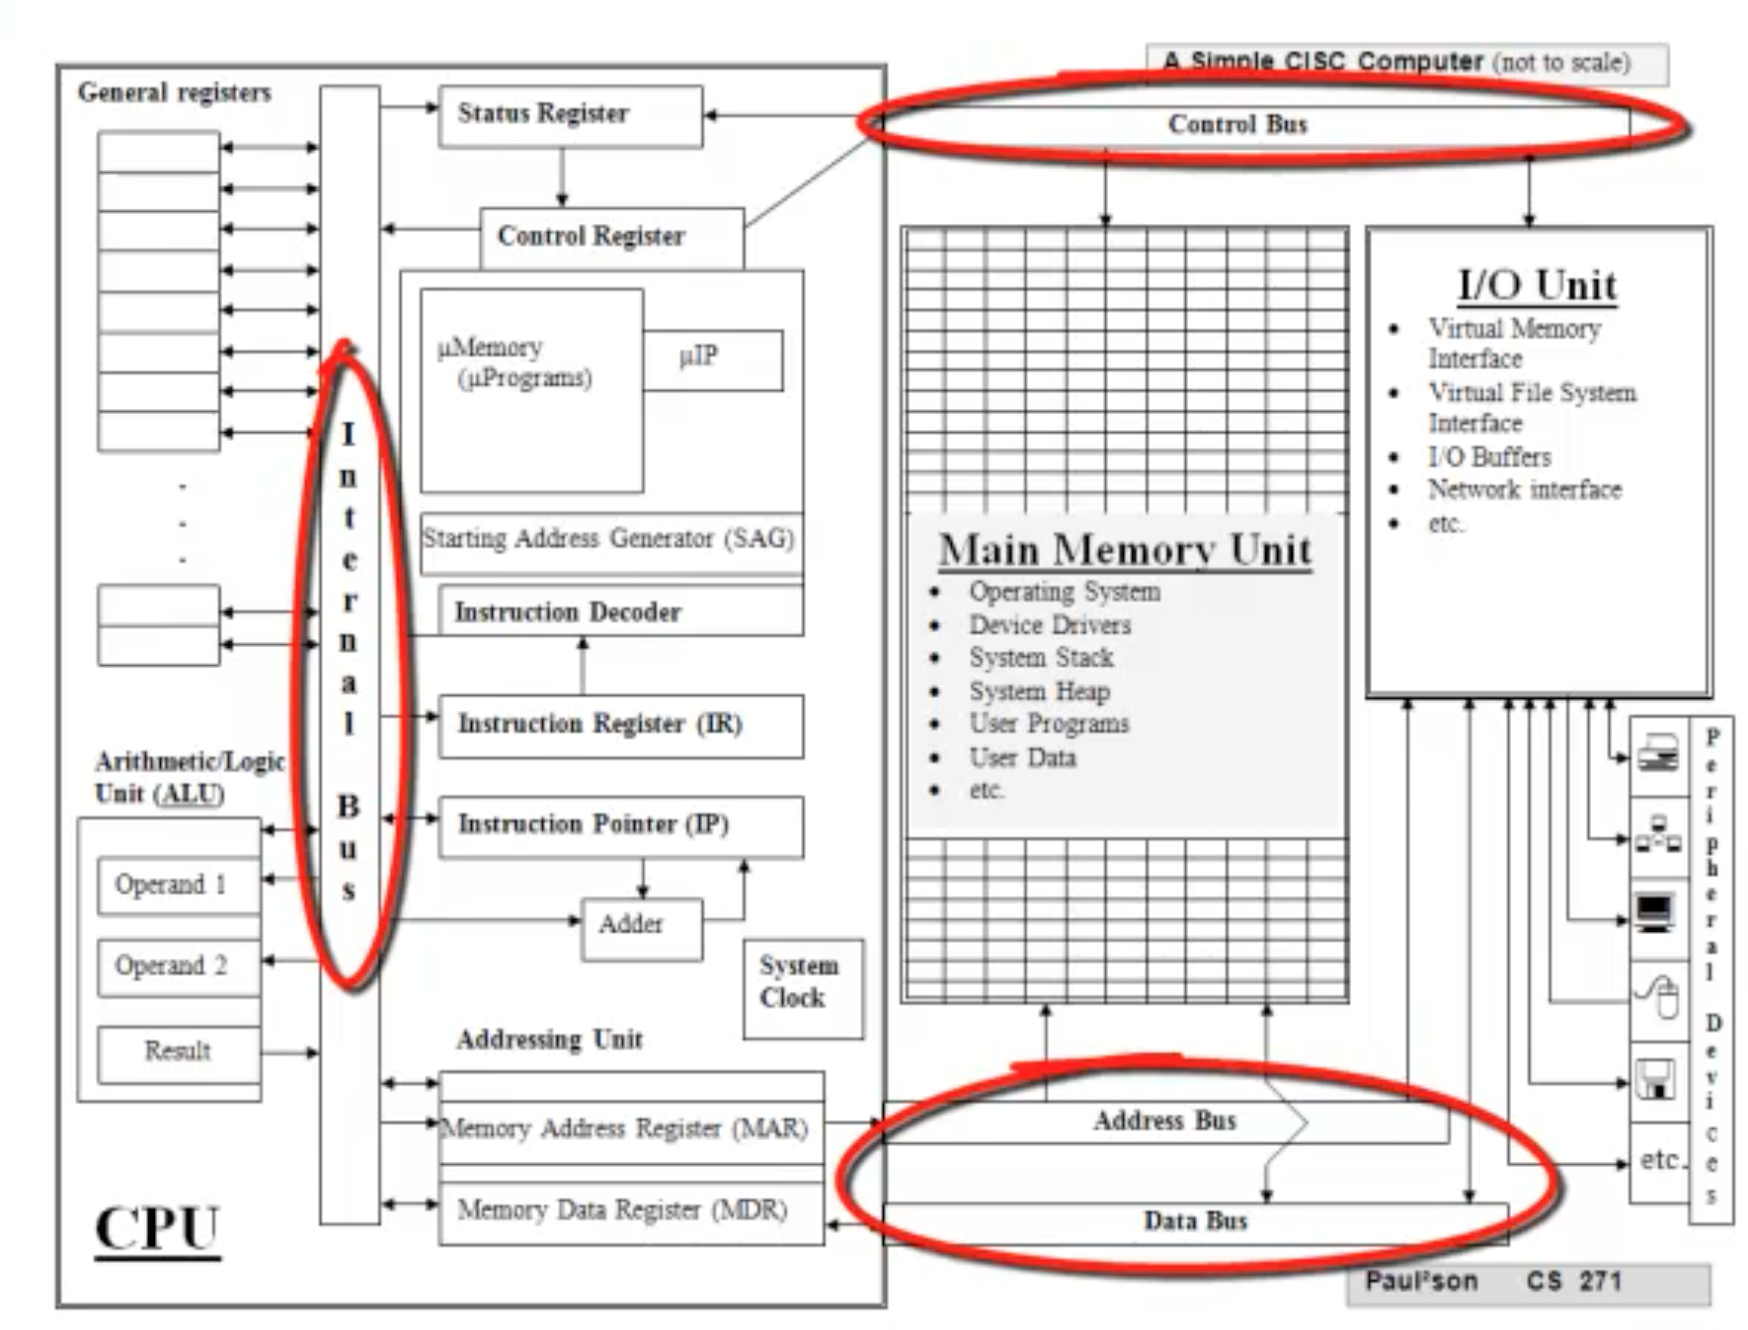 A Simple CISC Computer (not to scale)
General registers
Status Register
Control Bus
Control Register
µMemory
(µPrograms)
µIP
Starting Address Generator (SAG)
Instruction Decoder
Instruction Register (IR)
Instruction Pointer (IP)
Adder
System
Clock
Internal Bus
Arithmetic/Logic
Unit (ALU)
Operand 1
Operand 2
Result
Addressing Unit
Memory Address Register (MAR)
Memory Data Register (MDR)
CPU
Main Memory Unit
• Operating System
• Device Drivers
• System Stack
• System Heap
• User Programs
• User Data
• etc.
I/O Unit
• Virtual Memory
Interface
• Virtual File System
Interface
• I/O Buffers
• Network interface
• etc.
Peripheral Devices
etc.
Address Bus
Data Bus
Paul²son CS 271